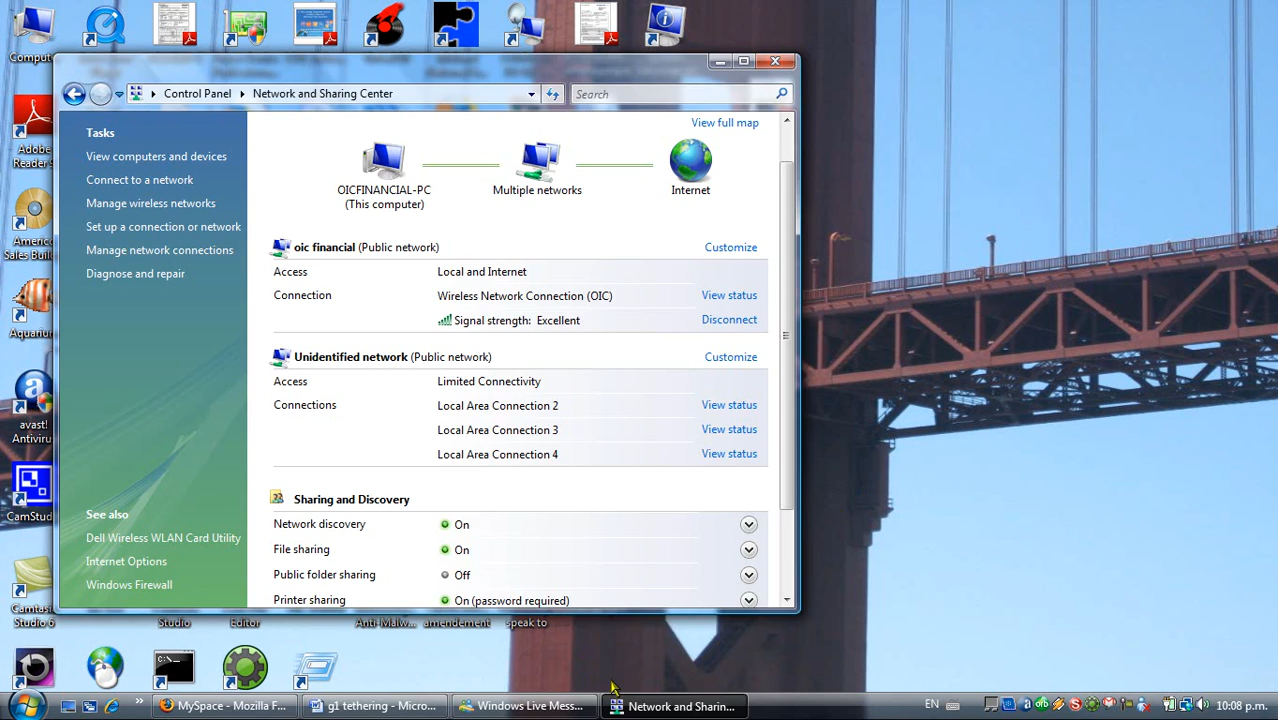 Comput
Control Panel Network and Sharing Center
Search
Adobe
Reader
Americ
Sales Build
Aquarium
avast!
Antiviru
CamStud
Camtas
Studio 6
Studio
Editor
Anti-Malw...
amendement
speak to
Tasks
View computers and devices
Connect to a network
Manage wireless networks
Set up a connection or network
Manage network connections
Diagnose and repair
See also
Dell Wireless WLAN Card Utility
Internet Options
Windows Firewall
View full map
OICFINANCIAL-PC
(This computer)
Multiple networks
Internet
oic financial (Public network) Customize
Access Local and Internet
Connection Wireless Network Connection (OIC) View status
Signal strength: Excellent Disconnect
Unidentified network (Public network) Customize
Access Limited Connectivity
Connections Local Area Connection 2 View status
Local Area Connection 3 View status
Local Area Connection 4 View status
Sharing and Discovery
Network discovery On
File sharing On
Public folder sharing Off
Printer sharing On (password required)
C:\
MySpace - Mozilla F... g1 tethering - Micro... Windows Live Mess... Network and Sharin... EN 10:08 p.m.